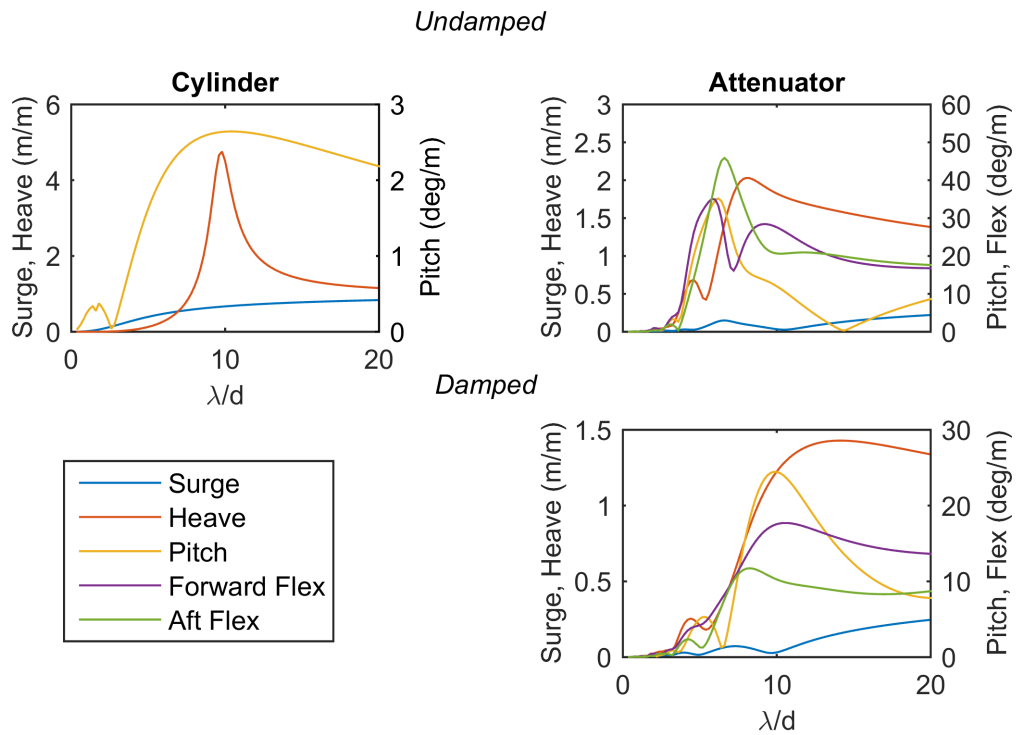 Undamped
Cylinder
Surge, Heave (m/m)
6
4
2
0
3
2
1
0
Pitch (deg/m)
0 10 20
λ/d
Attenuator
Surge, Heave (m/m)
3
2.5
2
1.5
1
0.5
0
60
50
40
30
20
10
0
Pitch, Flex (deg/m)
Damped
Surge, Heave (m/m)
1.5
1
0.5
0
30
20
10
0
Pitch, Flex (deg/m)
0 10 20
λ/d
Surge
Heave
Pitch
Forward Flex
Aft Flex